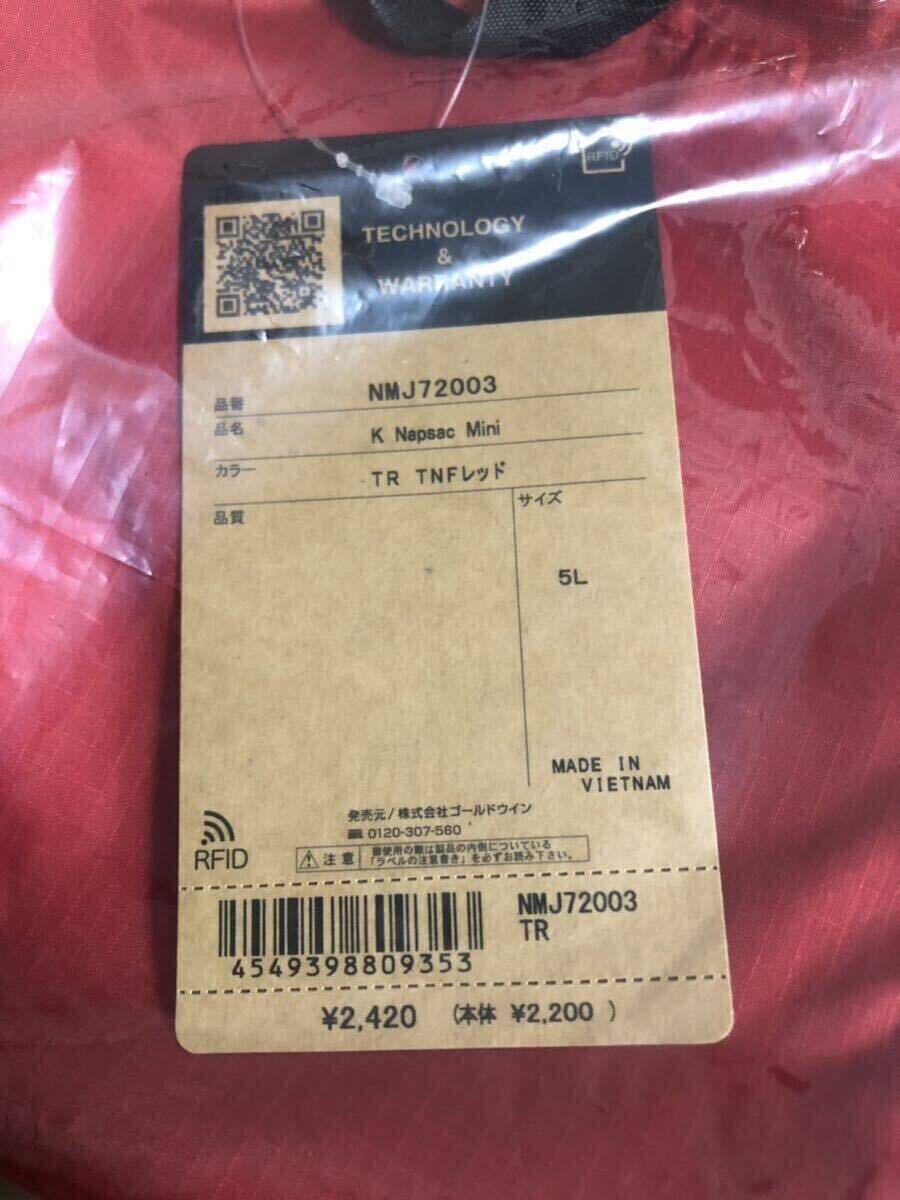 RFID
TECHNOLOGY
&
WARRANTY
品番 NMJ72003
品名 K Napsac Mini
カラー TR TNFレッド
品質
サイズ
5L
MADE IN
VIETNAM
発売元/株式会社ゴールドウイン
0120-307-560
RFID
注意
御使用の際は製品の内側についている
「ラベルの注意書き」を必ずお読み下さい。
NMJ72003
TR
4549398809353
¥2,420 (本体 ¥2,200 )